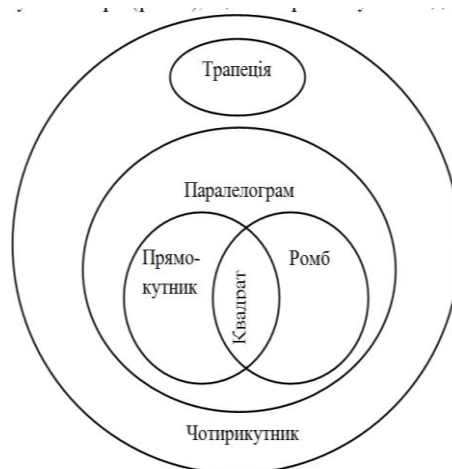 Трапеція
Паралелограм
Прямо-
кутник
Ромб
Квадрат
Чотирикутник